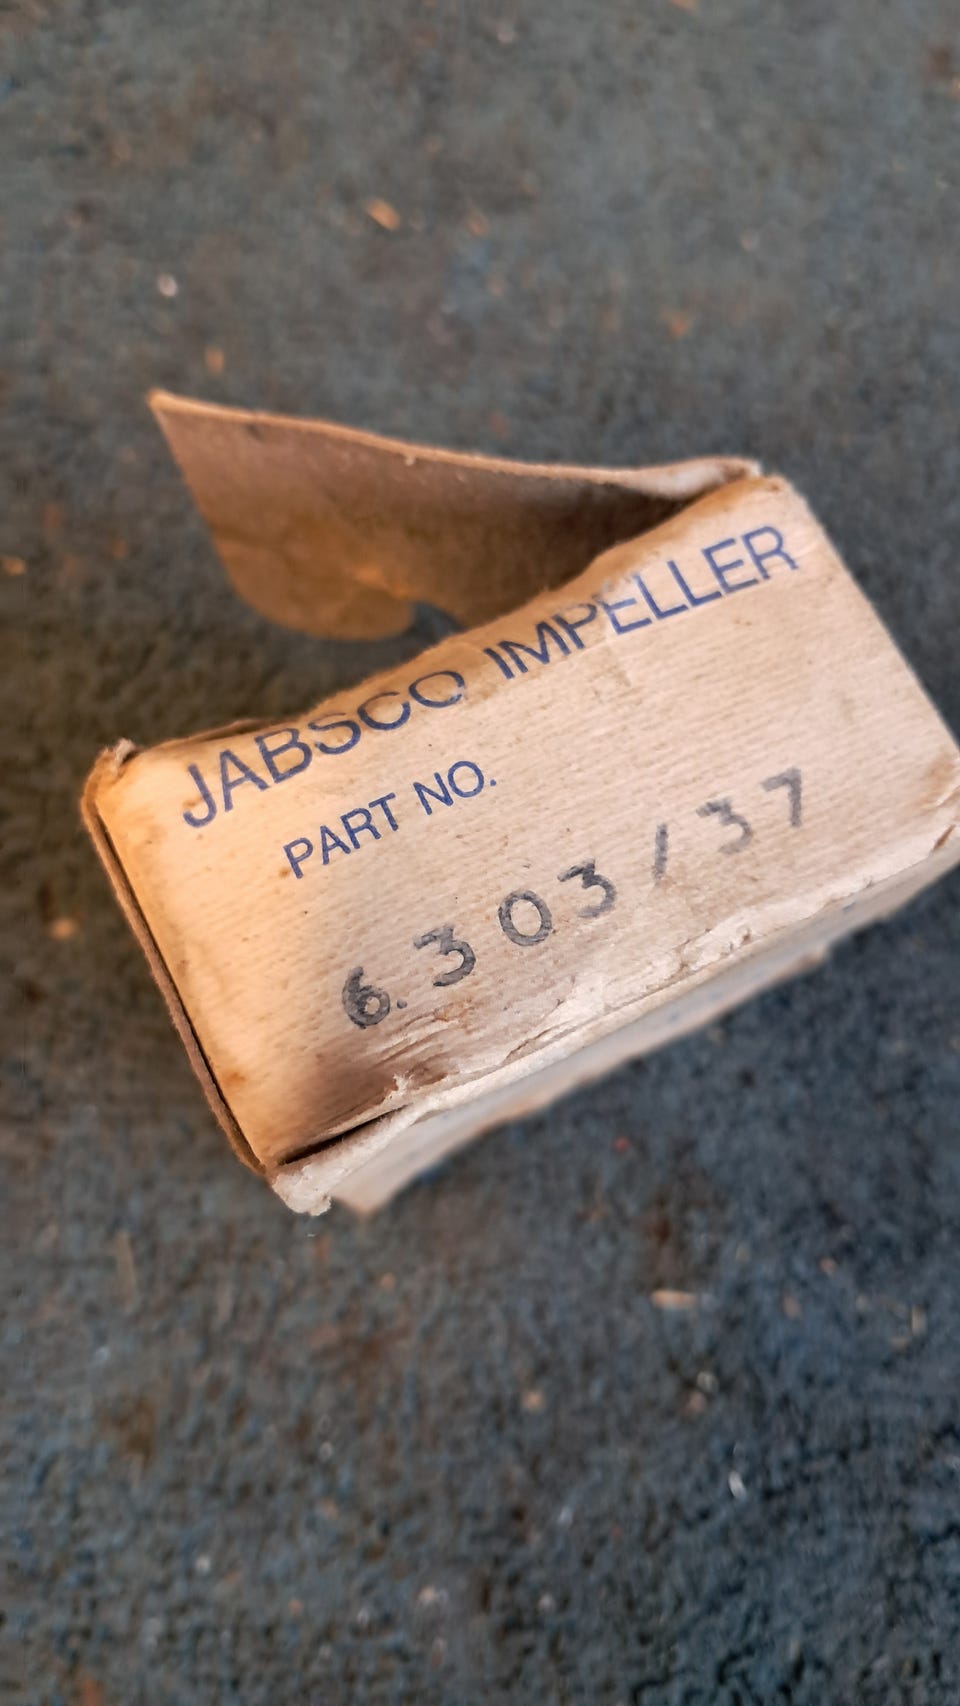 JABSCO IMPELLER
PART NO.
6.303/37